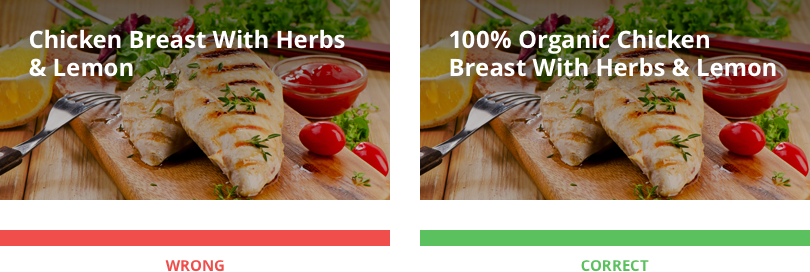 Chicken Breast With Herbs
& Lemon
100% Organic Chicken
Breast With Herbs & Lemon
WRONG
CORRECT